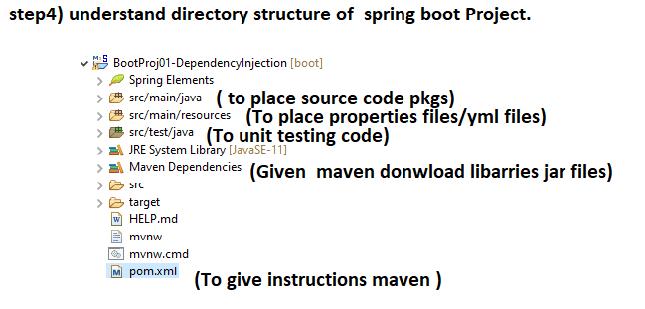 step4) understand directory structure of spring boot Project.
BootProj01-DependencyInjection [boot]
Spring Elements
src/main/java ( to place source code pkgs)
src/main/resources (To place properties files/yml files)
src/test/java (To unit testing code)
JRE System Library [JavaSE-11]
Maven Dependencies (Given maven donwload libarries jar files)
src
target
HELP.md
mvnw
mvnw.cmd
pom.xml (To give instructions maven )